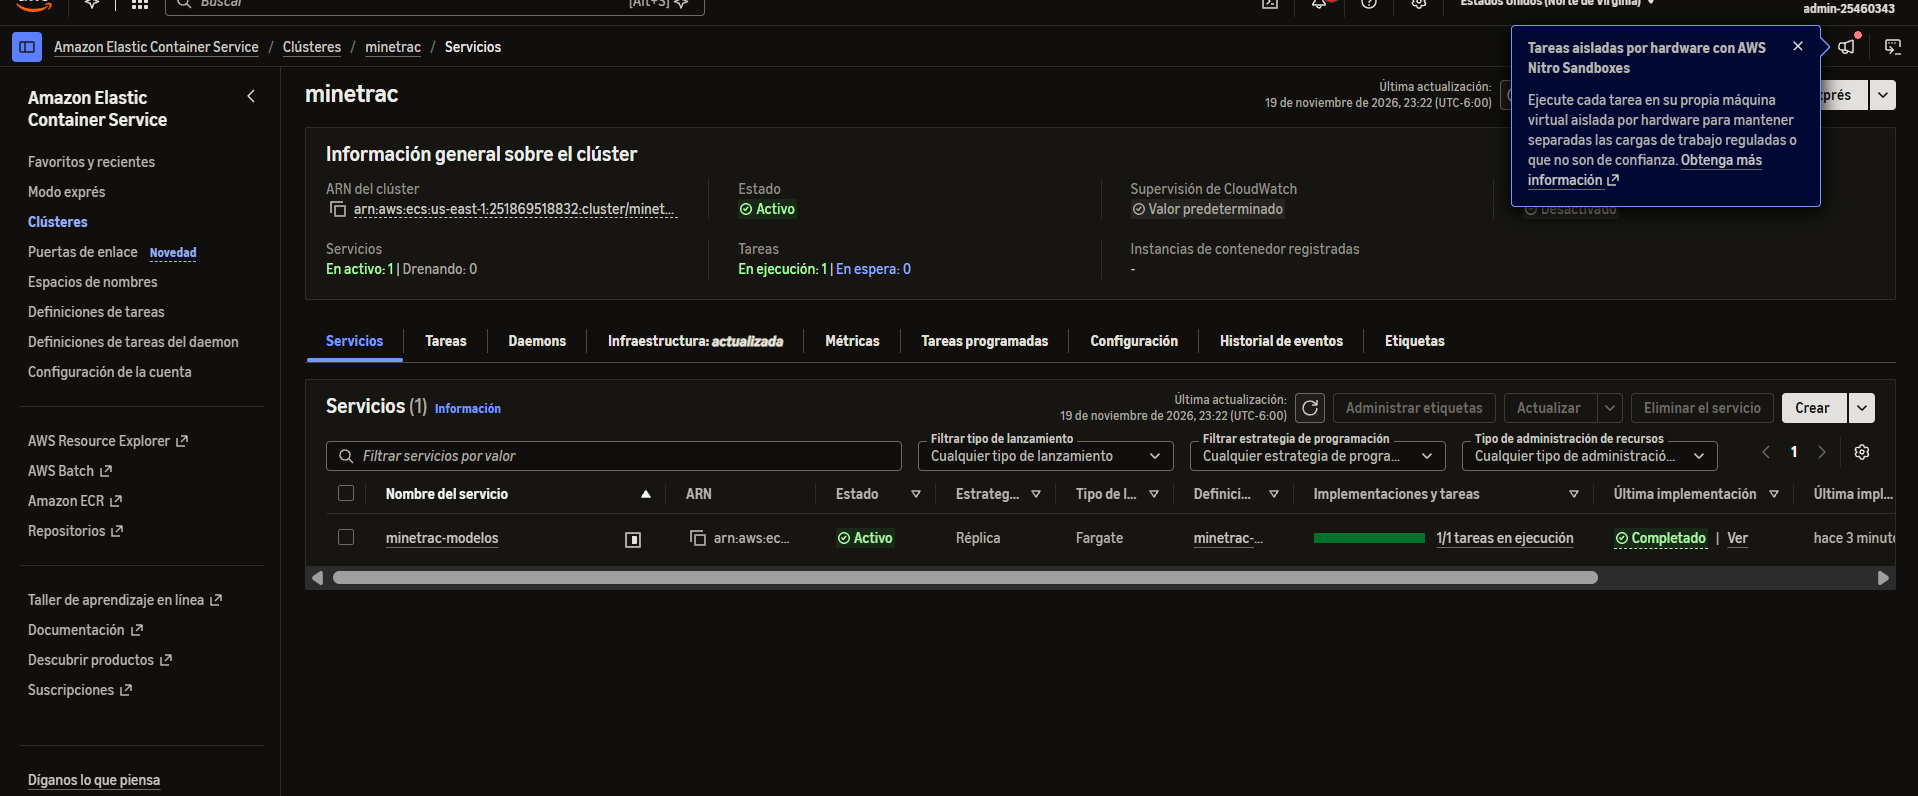 Buscar
[Alt+S]
Estados Unidos (Norte de Virginia)
admin-25460343
Amazon Elastic Container Service / Clústeres / minetrac / Servicios
Tareas aisladas por hardware con AWS
Nitro Sandboxes
Ejecute cada tarea en su propia máquina
virtual aislada por hardware para mantener
separadas las cargas de trabajo reguladas o
que no son de confianza. Obtenga más
información
Amazon Elastic
Container Service
Favoritos y recientes
Modo exprés
Clústeres
Puertas de enlace Novedad
Espacios de nombres
Definiciones de tareas
Definiciones de tareas del daemon
Configuración de la cuenta
AWS Resource Explorer
AWS Batch
Amazon ECR
Repositorios
Taller de aprendizaje en línea
Documentación
Descubrir productos
Suscripciones
Díganos lo que piensa
minetrac
Última actualización:
19 de noviembre de 2026, 23:22 (UTC-6:00)
prés
Información general sobre el clúster
ARN del clúster
arn:aws:ecs:us-east-1:251869518832:cluster/minet...
Estado
Activo
Supervisión de CloudWatch
Valor predeterminado
Desactivado
Servicios
En activo: 1 | Drenando: 0
Tareas
En ejecución: 1 | En espera: 0
Instancias de contenedor registradas
-
Servicios Tareas Daemons Infraestructura: actualizada Métricas Tareas programadas Configuración Historial de eventos Etiquetas
Servicios (1) Información
Última actualización:
19 de noviembre de 2026, 23:22 (UTC-6:00)
Administrar etiquetas Actualizar Eliminar el servicio Crear
Filtrar servicios por valor
Filtrar tipo de lanzamiento
Cualquier tipo de lanzamiento
Filtrar estrategia de programación
Cualquier estrategia de progra...
Tipo de administración de recursos
Cualquier tipo de administració...
1
Nombre del servicio ARN Estado Estrateg... Tipo de l... Definici... Implementaciones y tareas Última implementación Última impl...
minetrac-modelos arn:aws:ec... Activo Réplica Fargate minetrac-... 1/1 tareas en ejecución Completado | Ver hace 3 minut